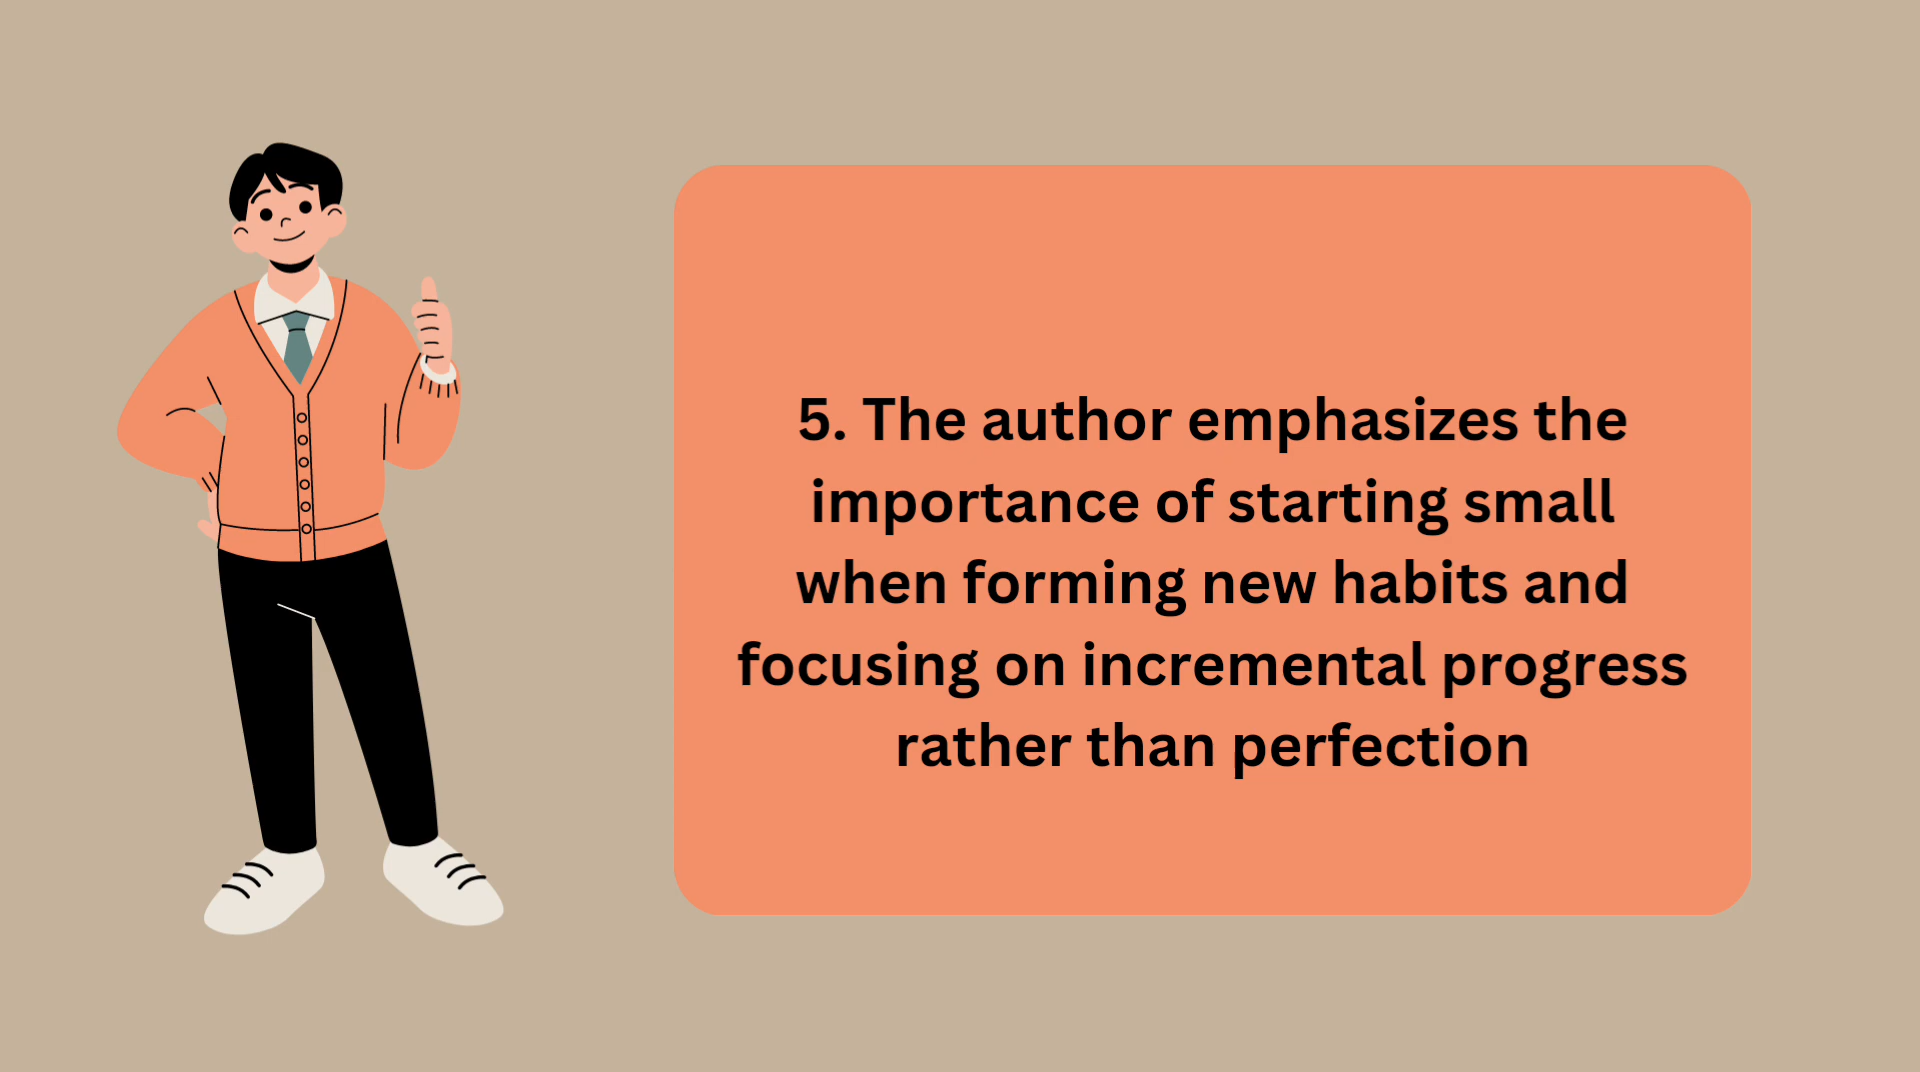 5. The author emphasizes the
importance of starting small
when forming new habits and
focusing on incremental progress
rather than perfection